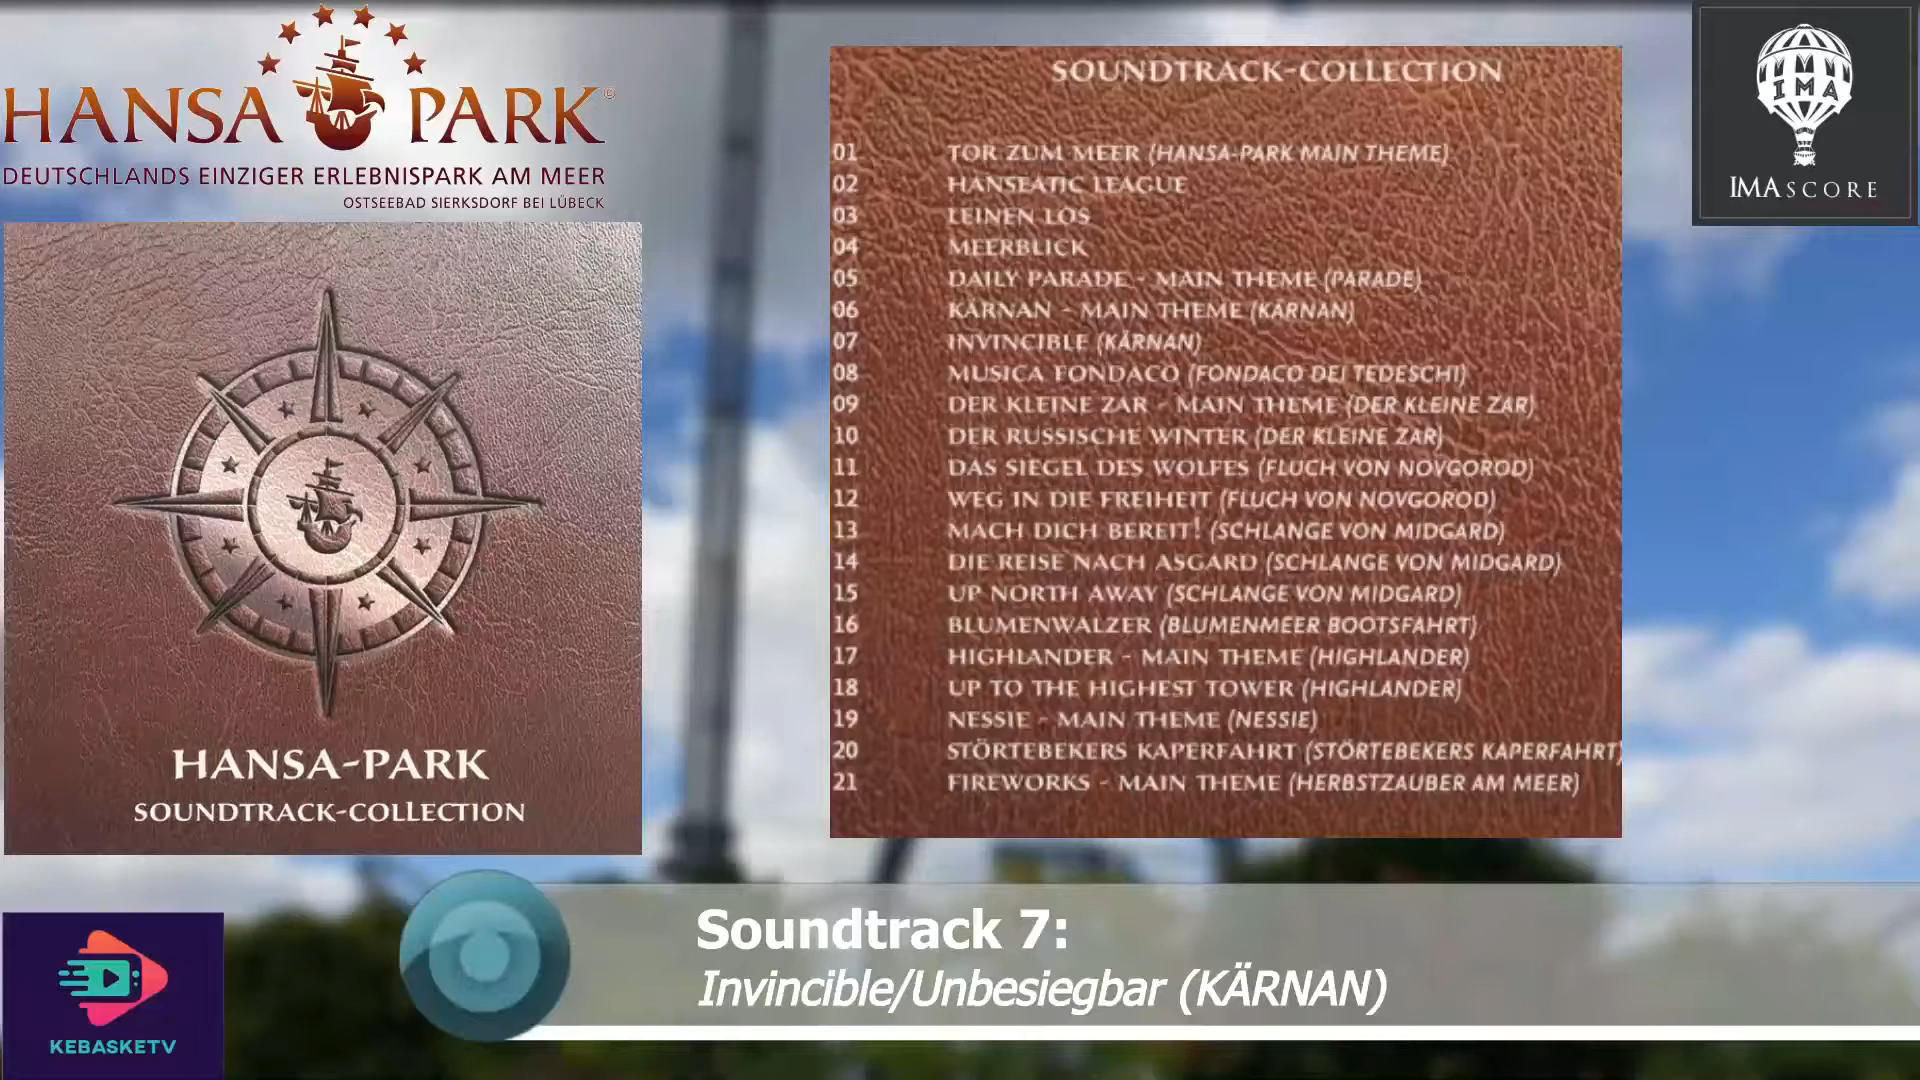 HANSA PARK©
DEUTSCHLANDS EINZIGER ERLEBNISPARK AM MEER
OSTSEEBAD SIERKSDORF BEI LÜBECK
HANSA-PARK
SOUNDTRACK-COLLECTION
SOUNDTRACK-COLLECTION
01 TOR ZUM MEER (HANSA-PARK MAIN THEME)
02 HANSEATIC LEAGUE
03 LEINEN LOS
04 MEERBLICK
05 DAILY PARADE - MAIN THEME (PARADE)
06 KÄRNAN - MAIN THEME (KÄRNAN)
07 INVINCIBLE (KÄRNAN)
08 MUSICA FONDACO (FONDACO DEI TEDESCHI)
09 DER KLEINE ZAR - MAIN THEME (DER KLEINE ZAR)
10 DER RUSSISCHE WINTER (DER KLEINE ZAR)
11 DAS SIEGEL DES WOLFES (FLUCH VON NOVGOROD)
12 WEG IN DIE FREIHEIT (FLUCH VON NOVGOROD)
13 MACH DICH BEREIT! (SCHLANGE VON MIDGARD)
14 DIE REISE NACH ASGARD (SCHLANGE VON MIDGARD)
15 UP NORTH AWAY (SCHLANGE VON MIDGARD)
16 BLUMENWALZER (BLUMENMEER BOOTSFAHRT)
17 HIGHLANDER - MAIN THEME (HIGHLANDER)
18 UP TO THE HIGHEST TOWER (HIGHLANDER)
19 NESSIE - MAIN THEME (NESSIE)
20 STÖRTEBEKERS KAPERFAHRT (STÖRTEBEKERS KAPERFAHRT)
21 FIREWORKS - MAIN THEME (HERBSTZAUBER AM MEER)
IMA
IMASCORE
KEBASKETV
Soundtrack 7:
Invincible/Unbesiegbar (KÄRNAN)